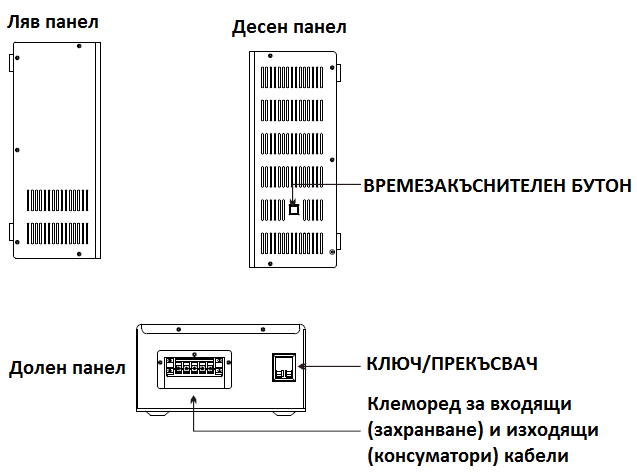 Ляв панел
Десен панел
ВРЕМЕЗАКЪСНИТЕЛЕН БУТОН
Долен панел
КЛЮЧ/ПРЕКЪСВАЧ
Клеморед за входящи
(захранване) и изходящи
(консуматори) кабели